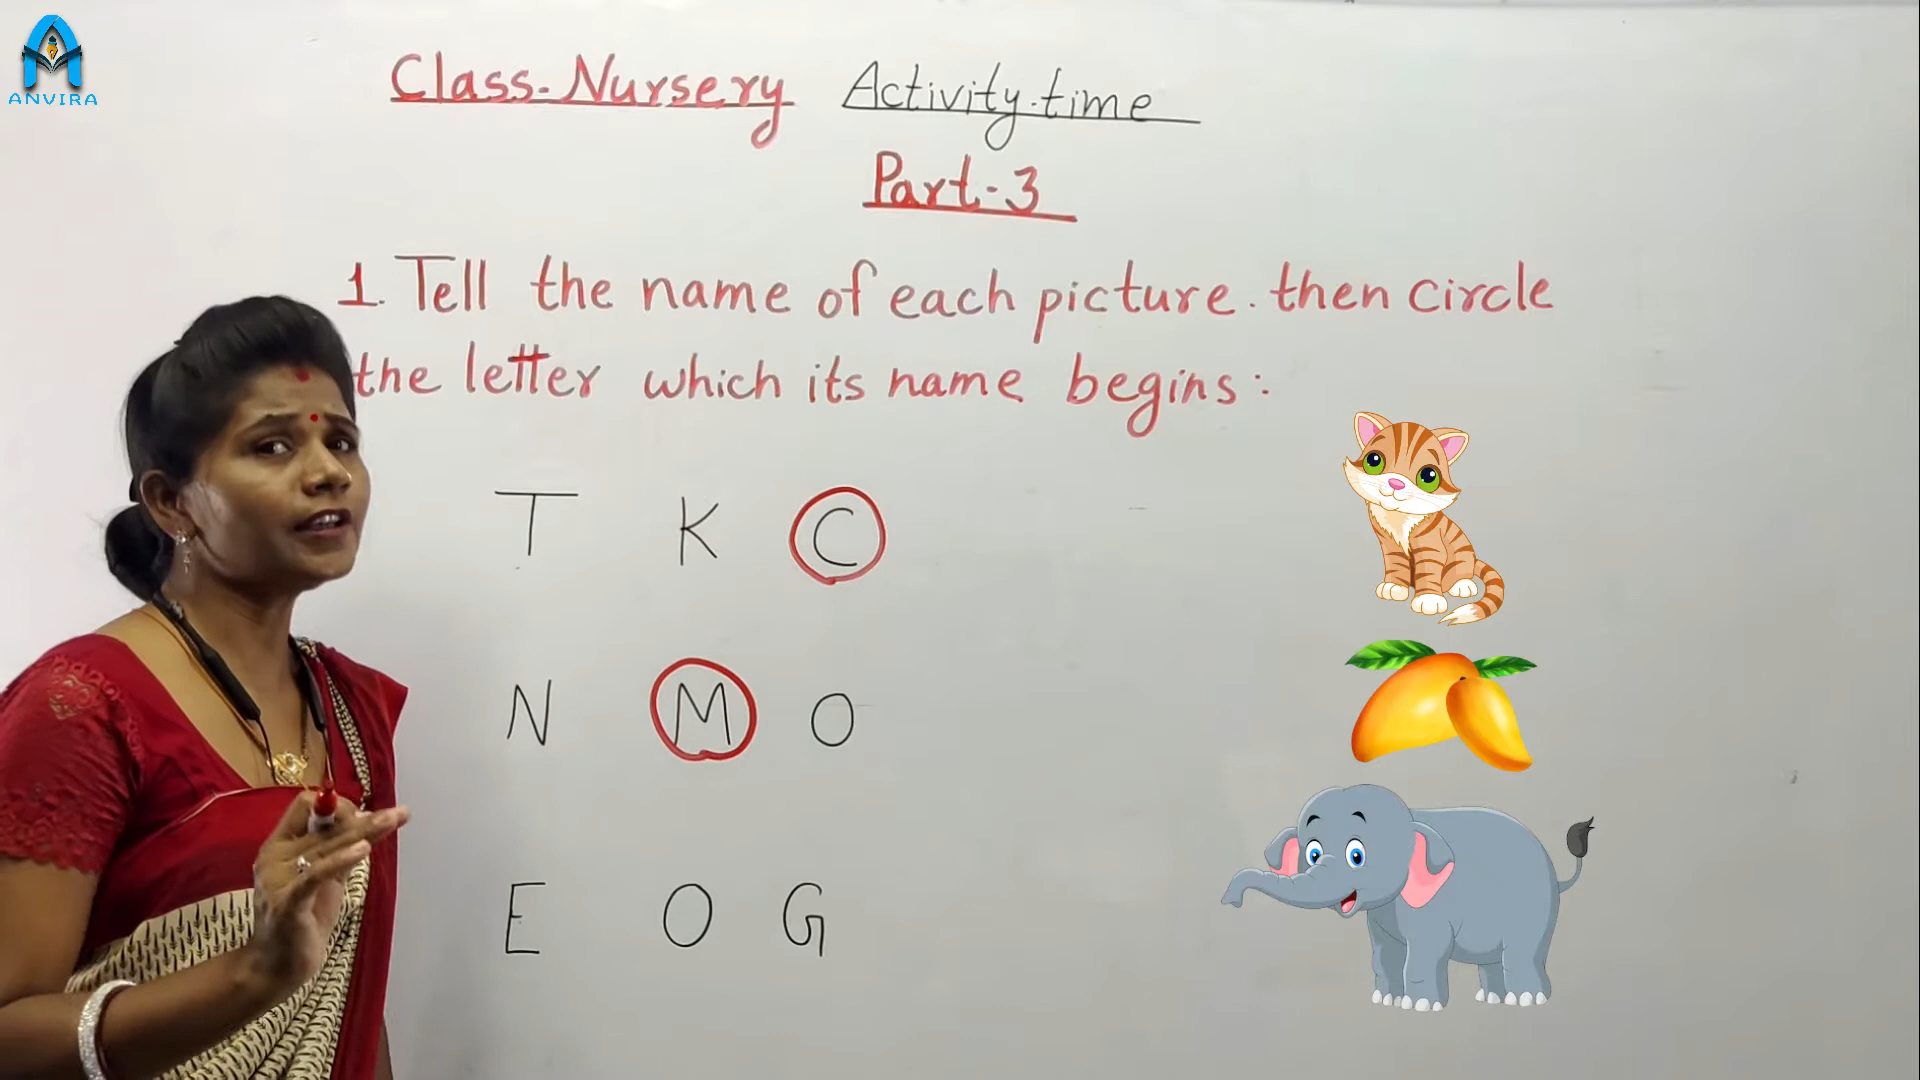 ANVIRA
Class-Nursery Activity-time
Part-3
1. Tell the name of each picture. then circle
the letter which its name begins:
T K C
N M O
E O G